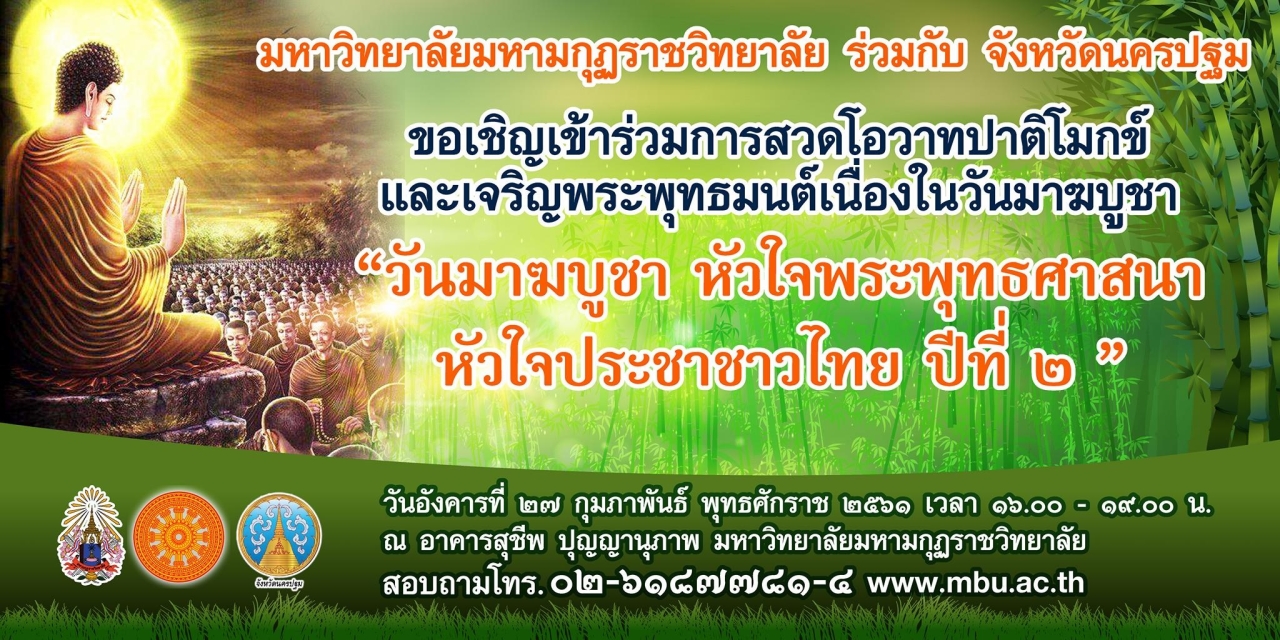 มหาวิทยาลัยมหามกุฏราชวิทยาลัย ร่วมกับ จังหวัดนครปฐม
ขอเชิญเข้าร่วมการสวดโอวาทปาติโมกข์
และเจริญพระพุทธมนต์เนื่องในวันมาฆบูชา
“วันมาฆบูชา หัวใจพระพุทธศาสนา
หัวใจประชาชาวไทย ปีที่ ๒ ”
วันอังคารที่ ๒๗ กุมภาพันธ์ พุทธศักราช ๒๕๖๑ เวลา ๑๖.๐๐ - ๑๙.๐๐ น.
ณ อาคารสุชีพ ปุญญานุภาพ มหาวิทยาลัยมหามกุฏราชวิทยาลัย
สอบถามโทร. ๐๒-๖๑๘๗๗๘๑-๔ www.mbu.ac.th
จังหวัดนครปฐม